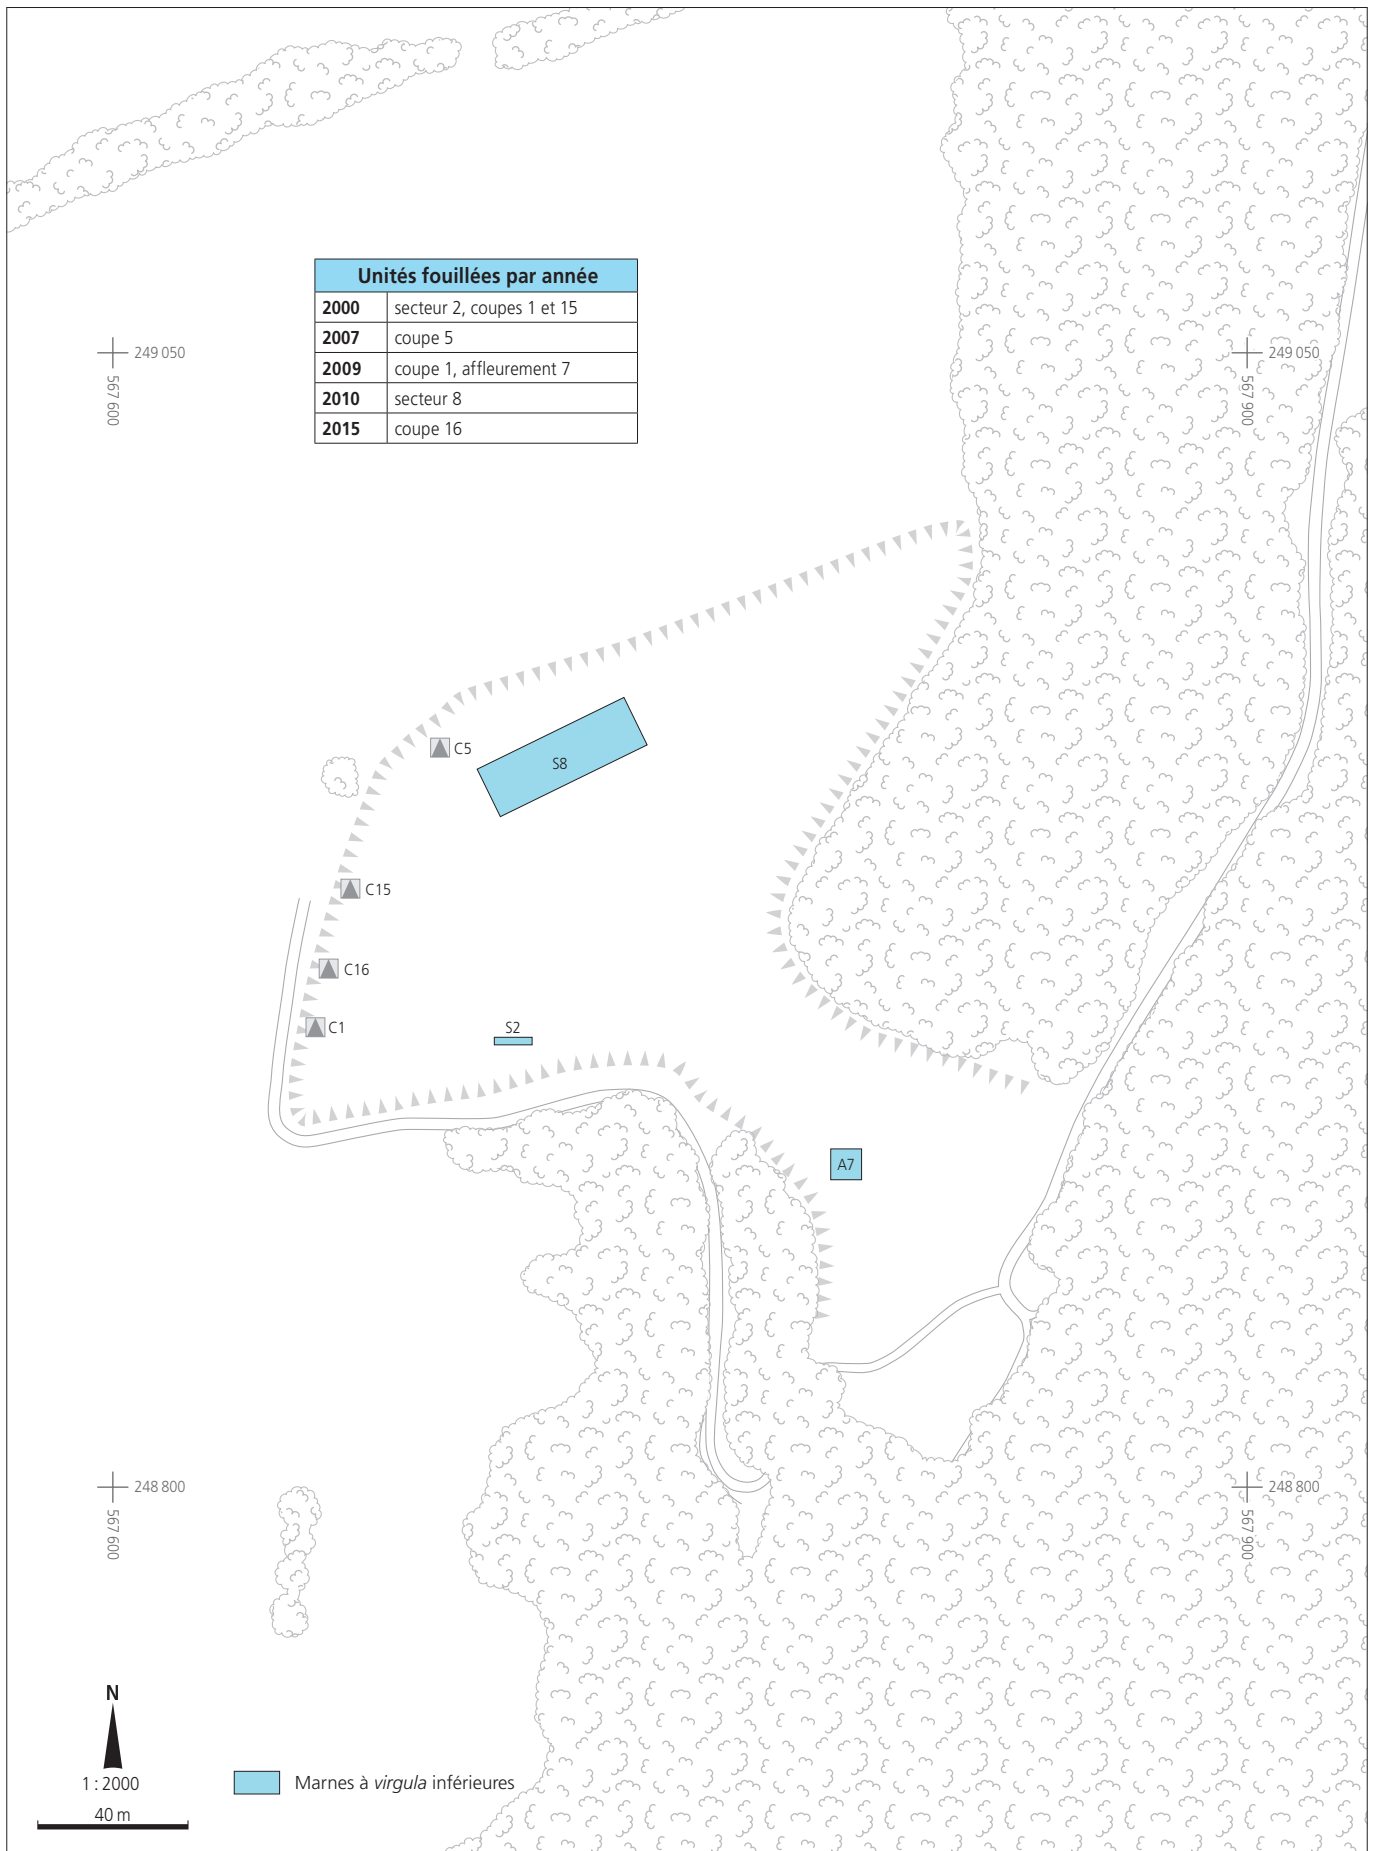 Unités fouillées par année
2000 secteur 2, coupes 1 et 15
2007 coupe 5
2009 coupe 1, affleurement 7
2010 secteur 8
2015 coupe 16
249 050
567 600
249 050
567 900
C5
S8
C15
C16
C1
S2
A7
248 800
567 600
248 800
567 900
N
1 : 2000
40 m
Marnes à virgula inférieures